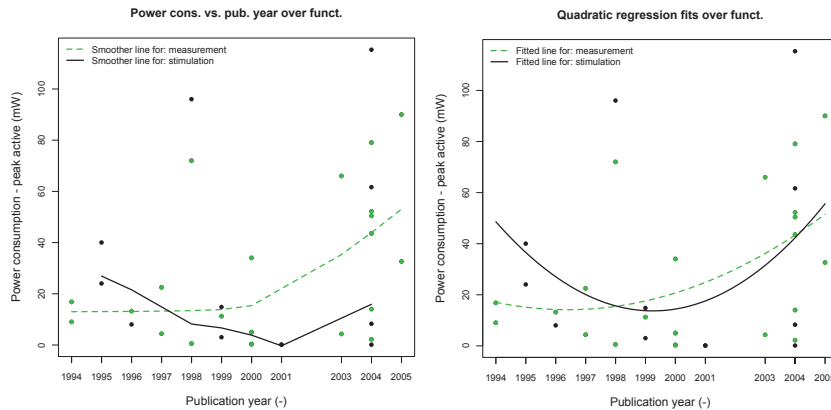 Power cons. vs. pub. year over funct.
Smoother line for: measurement
Smoother line for: stimulation
Power consumption - peak active (mW)
0
20
40
60
80
100
1994 1995 1996 1997 1998 1999 2000 2001 2003 2004 2005
Publication year (-)
Quadratic regression fits over funct.
Fitted line for: measurement
Fitted line for: stimulation
Power consumption - peak active (mW)
0
20
40
60
80
100
1994 1995 1996 1997 1998 1999 2000 2001 2003 2004 2005
Publication year (-)